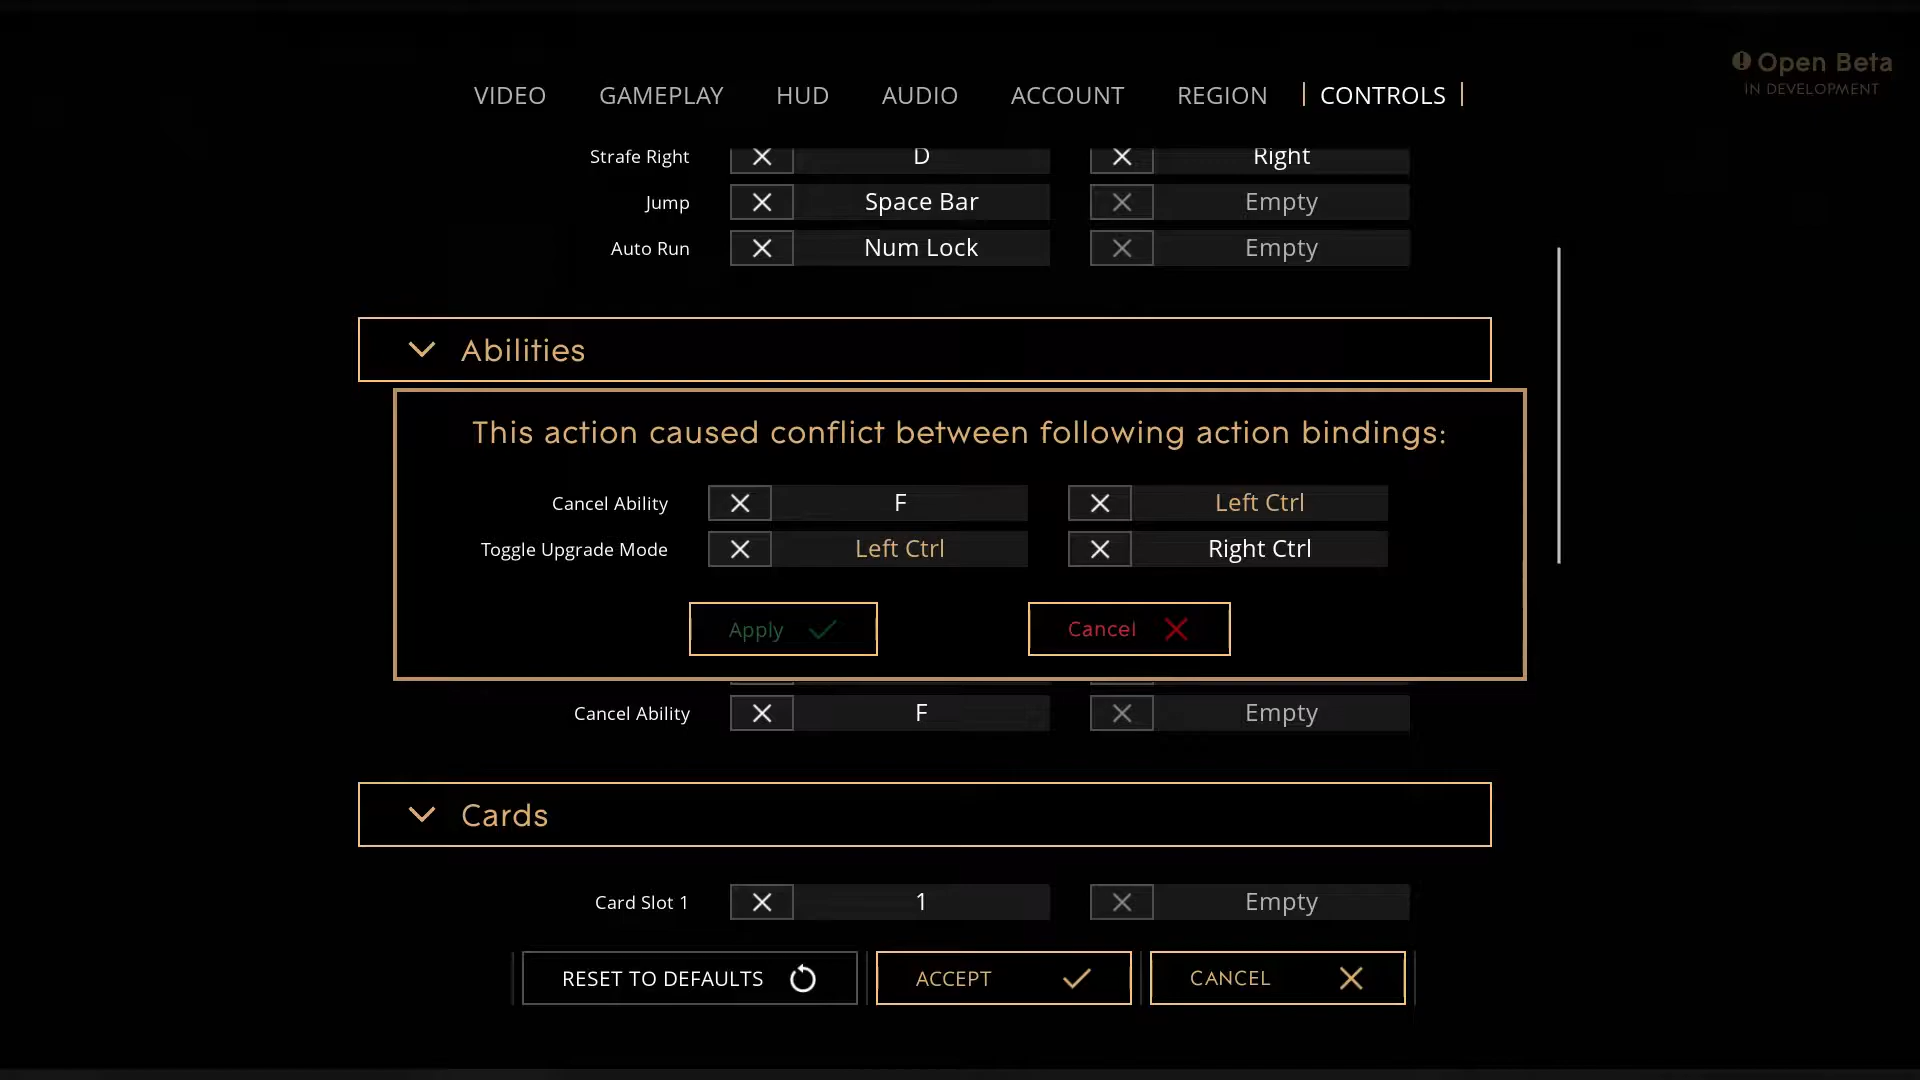 Open Beta
IN DEVELOPMENT
VIDEO GAMEPLAY HUD AUDIO ACCOUNT REGION CONTROLS
Strafe Right D Right
Jump Space Bar Empty
Auto Run Num Lock Empty
Abilities
This action caused conflict between following action bindings:
Cancel Ability F Left Ctrl
Toggle Upgrade Mode Left Ctrl Right Ctrl
Apply Cancel
Cancel Ability F Empty
Cards
Card Slot 1 1 Empty
RESET TO DEFAULTS ACCEPT CANCEL